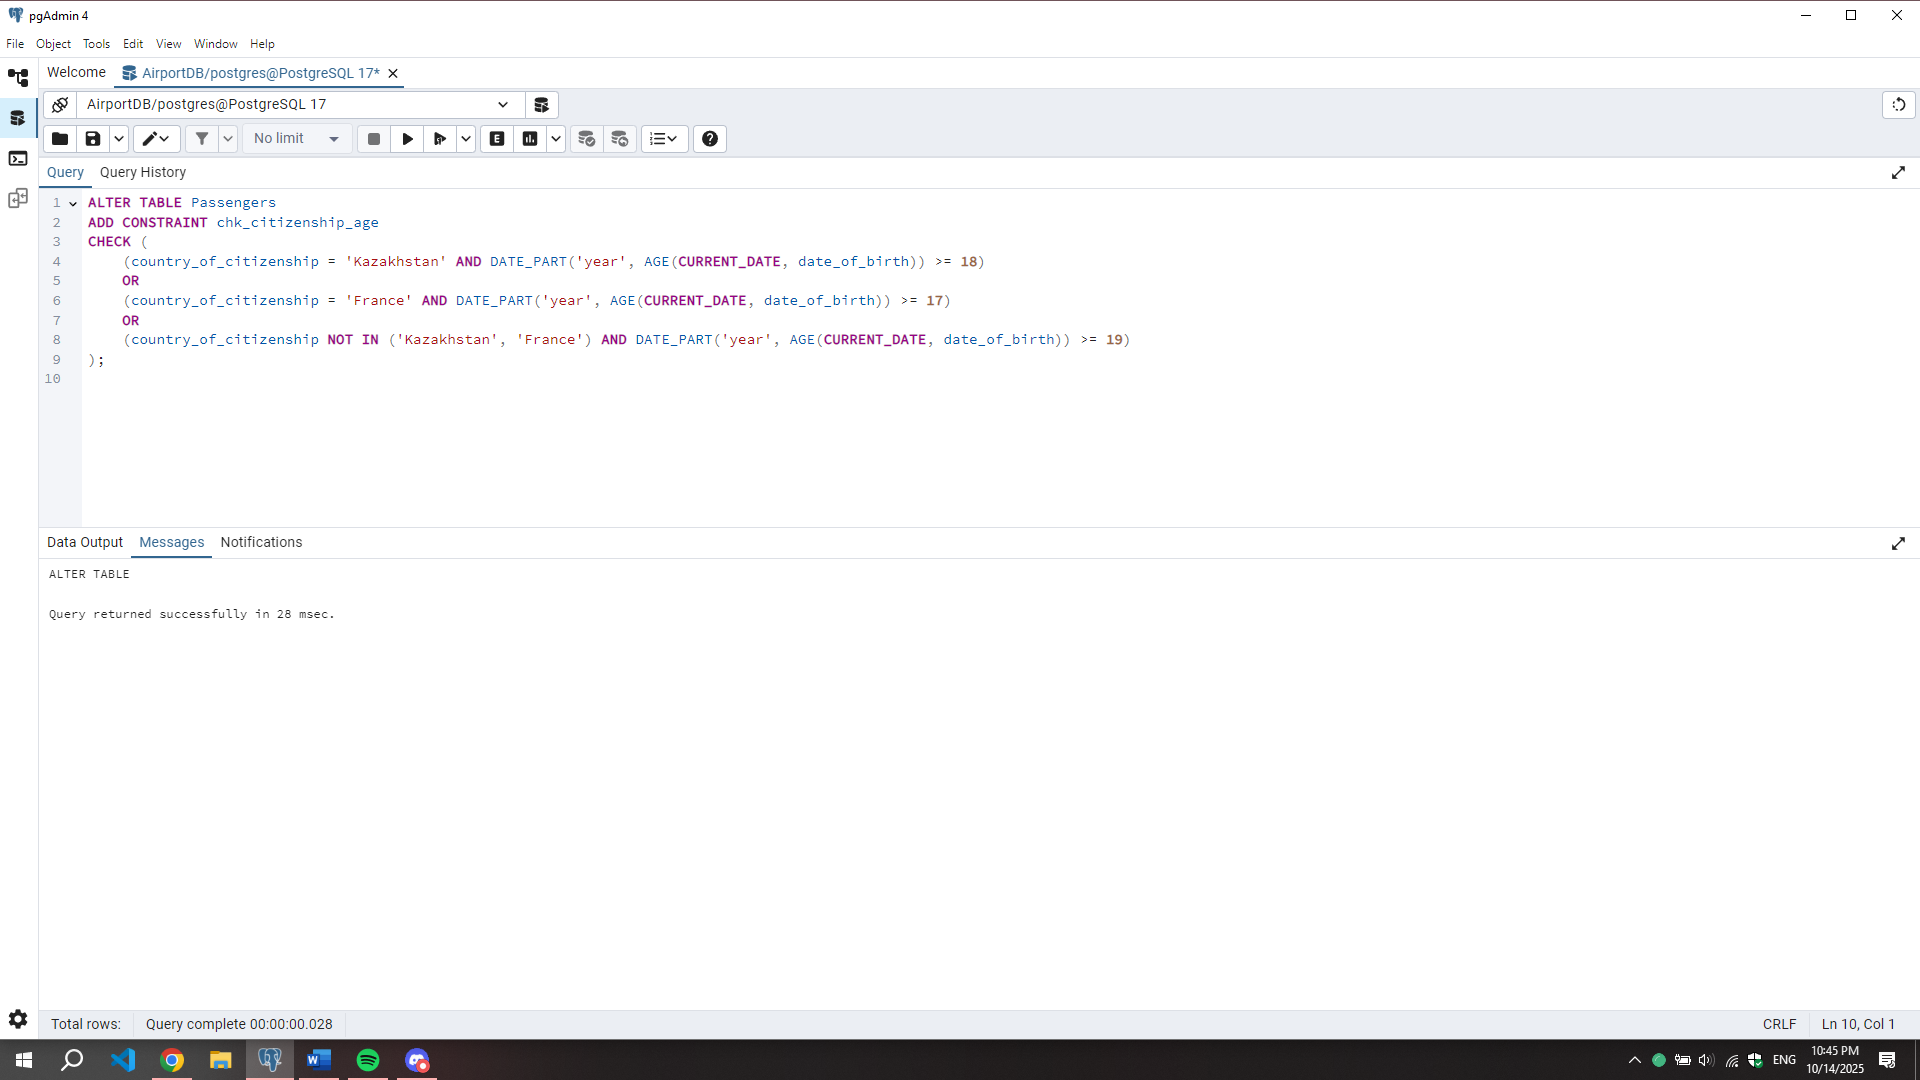 pgAdmin 4
File Object Tools Edit View Window Help
Welcome AirportDB/postgres@PostgreSQL 17*
AirportDB/postgres@PostgreSQL 17
No limit
E
Query Query History
1 ALTER TABLE Passengers
2 ADD CONSTRAINT chk_citizenship_age
3 CHECK (
4 (country_of_citizenship = 'Kazakhstan' AND DATE_PART('year', AGE(CURRENT_DATE, date_of_birth)) >= 18)
5 OR
6 (country_of_citizenship = 'France' AND DATE_PART('year', AGE(CURRENT_DATE, date_of_birth)) >= 17)
7 OR
8 (country_of_citizenship NOT IN ('Kazakhstan', 'France') AND DATE_PART('year', AGE(CURRENT_DATE, date_of_birth)) >= 19)
9 );
10
Data Output Messages Notifications
ALTER TABLE
Query returned successfully in 28 msec.
Total rows: Query complete 00:00:00.028 CRLF Ln 10, Col 1
ENG
10:45 PM
10/14/2025